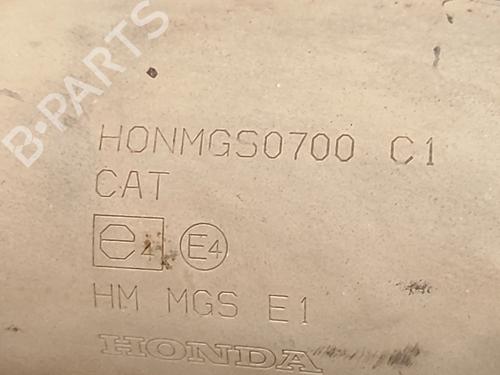 B-PARTS
HONMGS0700 C1
CAT
e4 E4
HM MGS E1
HONDA